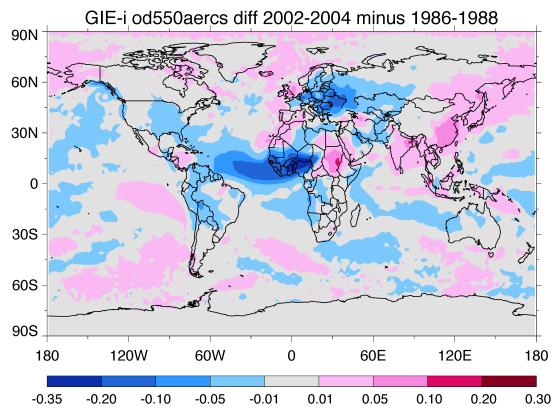 GIE-i od550aercs diff 2002-2004 minus 1986-1988
90N
60N
30N
0
30S
60S
90S
180 120W 60W 0 60E 120E 180
-0.35 -0.20 -0.10 -0.05 -0.01 0.01 0.05 0.10 0.20 0.30